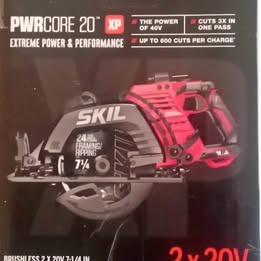 PWRCORE 20™ XP
EXTREME POWER & PERFORMANCE
THE POWER
OF 40V
CUTS 3X IN
ONE PASS
UP TO 600 CUTS PER CHARGE*
SKIL
24
FRAMING/
RIPPING
7¼
BRUSHLESS 2 X 20V 7-1/4 IN
2 x 20V